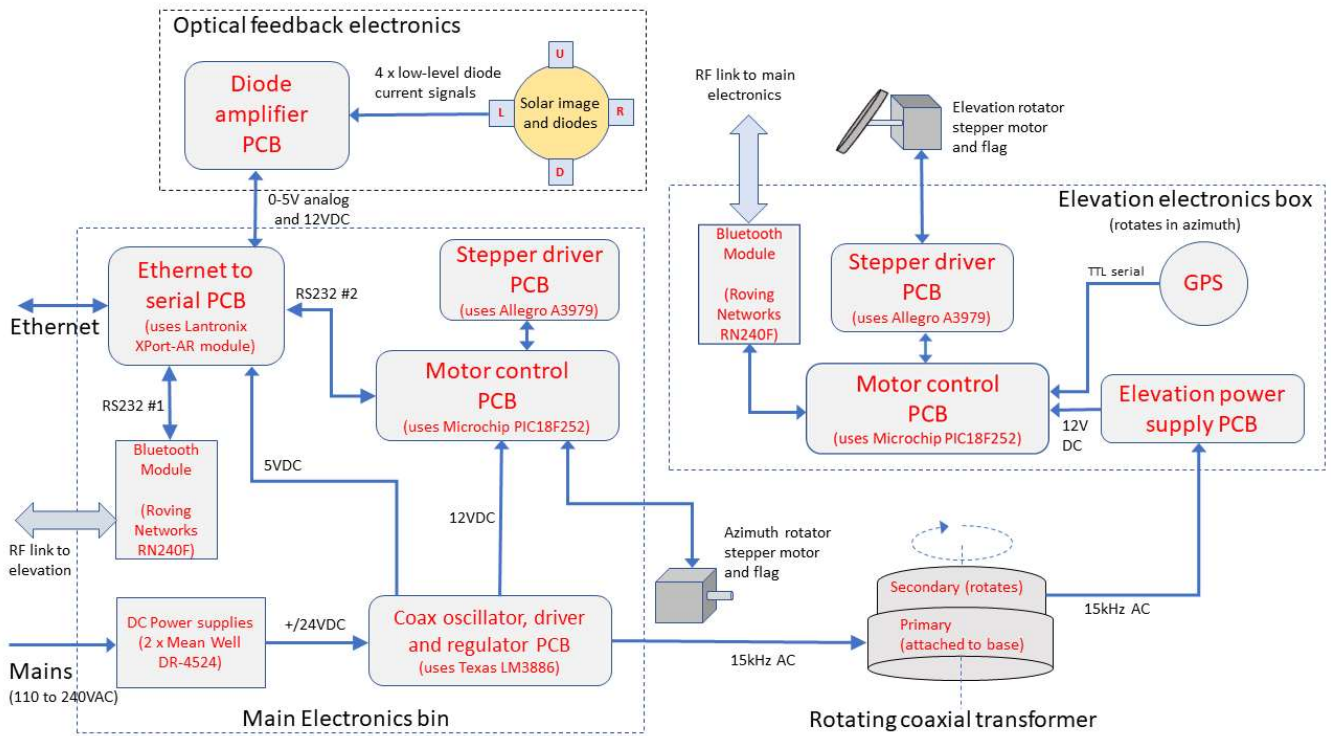 Optical feedback electronics
Diode
amplifier
PCB
4 x low-level diode
current signals
U
L
R
D
Solar image
and diodes
0-5V analog
and 12VDC
Ethernet to
serial PCB
(uses Lantronix
XPort-AR module)
Ethernet
RS232 #2
RS232 #1
Stepper driver
PCB
(uses Allegro A3979)
Motor control
PCB
(uses Microchip PIC18F252)
Bluetooth
Module
(Roving
Networks
RN240F)
RF link to
elevation
5VDC
12VDC
DC Power supplies
(2 x Mean Well
DR-4524)
+/24VDC
Coax oscillator, driver
and regulator PCB
(uses Texas LM3886)
Mains
(110 to 240VAC)
Main Electronics bin
15kHz AC
Azimuth rotator
stepper motor
and flag
RF link to main
electronics
Elevation rotator
stepper motor
and flag
Elevation electronics box
(rotates in azimuth)
Bluetooth
Module
(Roving
Networks
RN240F)
Stepper driver
PCB
(uses Allegro A3979)
TTL serial
GPS
Motor control
PCB
(uses Microchip PIC18F252)
12V
DC
Elevation power
supply PCB
Secondary (rotates)
Primary
(attached to base)
15kHz AC
Rotating coaxial transformer